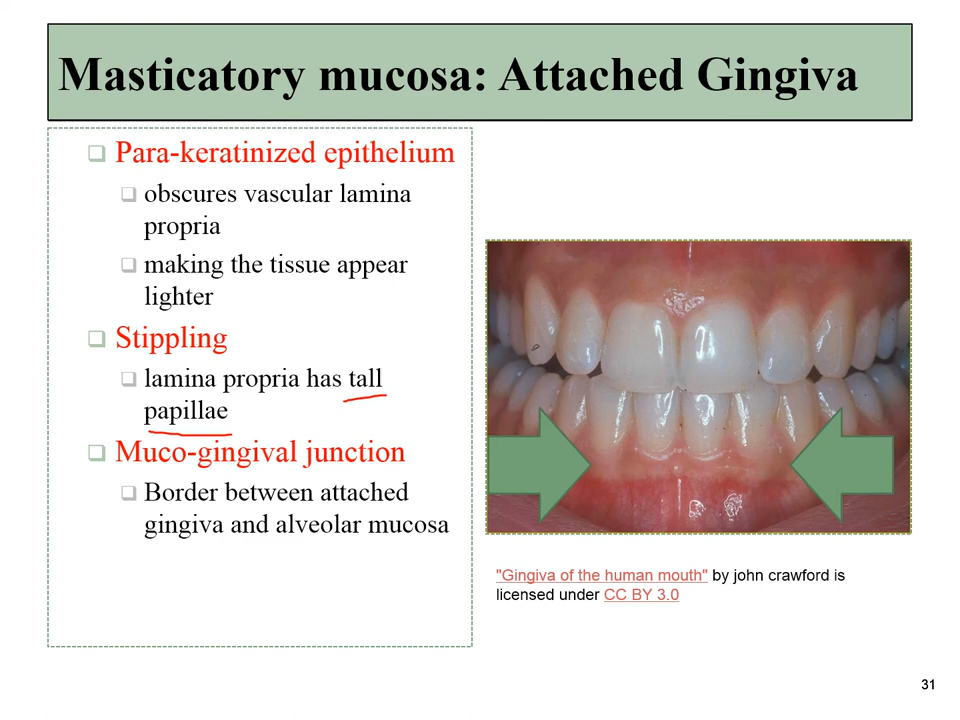 Masticatory mucosa: Attached Gingiva
Para-keratinized epithelium
obscures vascular lamina
propria
making the tissue appear
lighter
Stippling
lamina propria has tall
papillae
Muco-gingival junction
Border between attached
gingiva and alveolar mucosa
"Gingiva of the human mouth" by john crawford is
licensed under CC BY 3.0
31